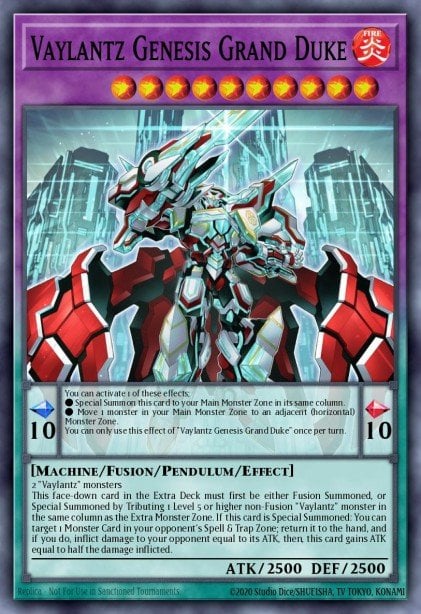 VAYLANTZ GENESIS GRAND DUKE
FIRE
炎
You can activate 1 of these effects;
● Special Summon this card to your Main Monster Zone in its same column.
● Move 1 monster in your Main Monster Zone to an adjacent (horizontal)
Monster Zone.
You can only use this effect of "Vaylantz Genesis Grand Duke" once per turn.
10
10
[MACHINE/FUSION/PENDULUM/EFFECT]
2 "Vaylantz" monsters
This face-down card in the Extra Deck must first be either Fusion Summoned, or
Special Summoned by Tributing 1 Level 5 or higher non-Fusion "Vaylantz" monster in
the same column as the Extra Monster Zone. If this card is Special Summoned: You can
target 1 Monster Card in your opponent's Spell & Trap Zone; return it to the hand, and
if you do, inflict damage to your opponent equal to its ATK, then, this card gains ATK
equal to half the damage inflicted.
ATK/2500 DEF/2500
Replica - Not For Use in Sanctioned Tournaments
©2020 Studio Dice/SHUEISHA, TV TOKYO, KONAMI